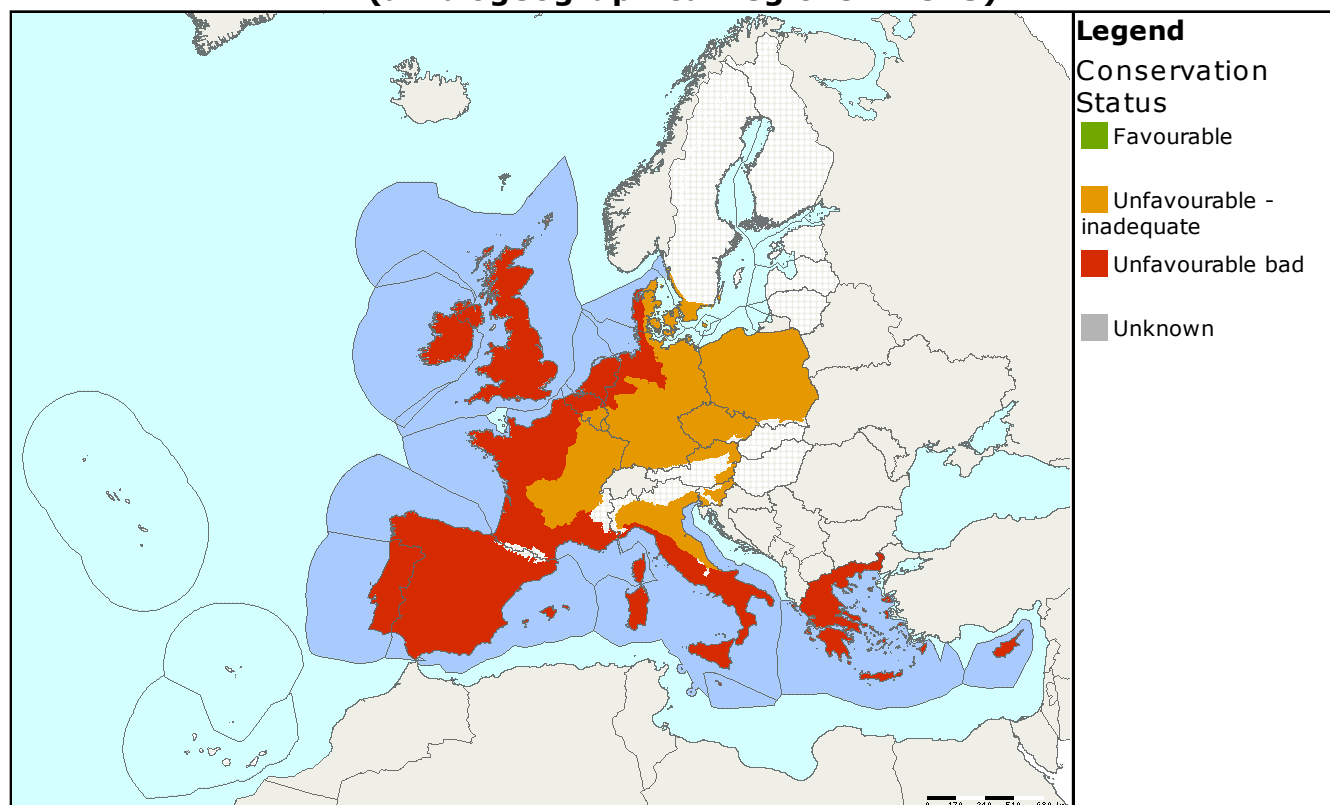 Legend
Conservation
Status
Favourable
Unfavourable -
inadequate
Unfavourable bad
Unknown